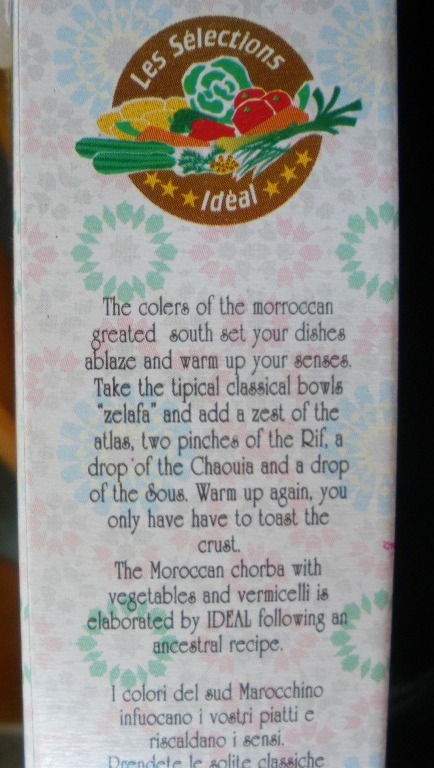 Les Sélections
Idéal
The colers of the morroccan
greated south set your dishes
ablaze and warm up your senses.
Take the tipical classical bowls
"zelafa" and add a zest of the
atlas, two pinches of the Rif, a
drop of the Chaouia and a drop
of the Sous. Warm up again, you
only have have to toast the
crust.
The Moroccan chorba with
vegetables and vermicelli is
elaborated by IDEAL following an
ancestral recipe.
I colori del sud Marocchino
infuocano i vostri piatti e
riscaldano i sensi.
Prendete le solite classiche